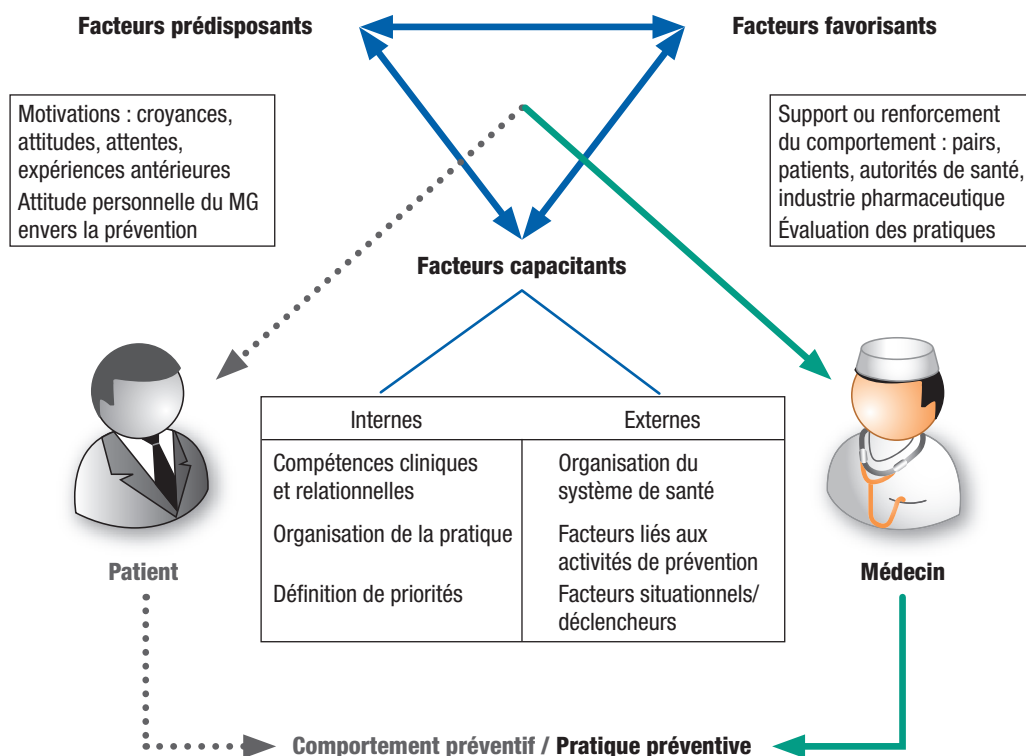 Facteurs prédisposants
Facteurs favorisants
Motivations : croyances,
attitudes, attentes,
expériences antérieures
Attitude personnelle du MG
envers la prévention
Support ou renforcement
du comportement : pairs,
patients, autorités de santé,
industrie pharmaceutique
Évaluation des pratiques
Facteurs capacitants
Internes
Externes
Compétences cliniques
et relationnelles
Organisation du
système de santé
Organisation de la pratique
Facteurs liés aux
activités de prévention
Définition de priorités
Facteurs situationnels/
déclencheurs
Patient
Médecin
Comportement préventif / Pratique préventive